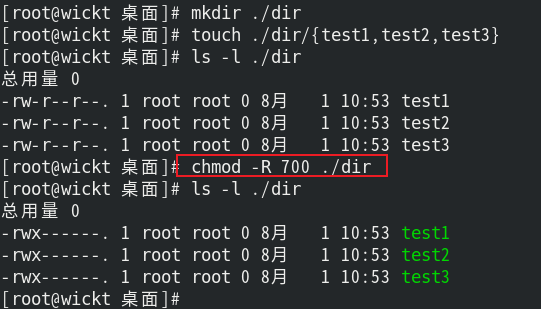 [root@wickt 桌面]# mkdir ./dir
[root@wickt 桌面]# touch ./dir/{test1,test2,test3}
[root@wickt 桌面]# ls -l ./dir
总用量 0
-rw-r--r--. 1 root root 0 8月   1 10:53 test1
-rw-r--r--. 1 root root 0 8月   1 10:53 test2
-rw-r--r--. 1 root root 0 8月   1 10:53 test3
[root@wickt 桌面]# chmod -R 700 ./dir
[root@wickt 桌面]# ls -l ./dir
总用量 0
-rwx------. 1 root root 0 8月   1 10:53 test1
-rwx------. 1 root root 0 8月   1 10:53 test2
-rwx------. 1 root root 0 8月   1 10:53 test3
[root@wickt 桌面]#